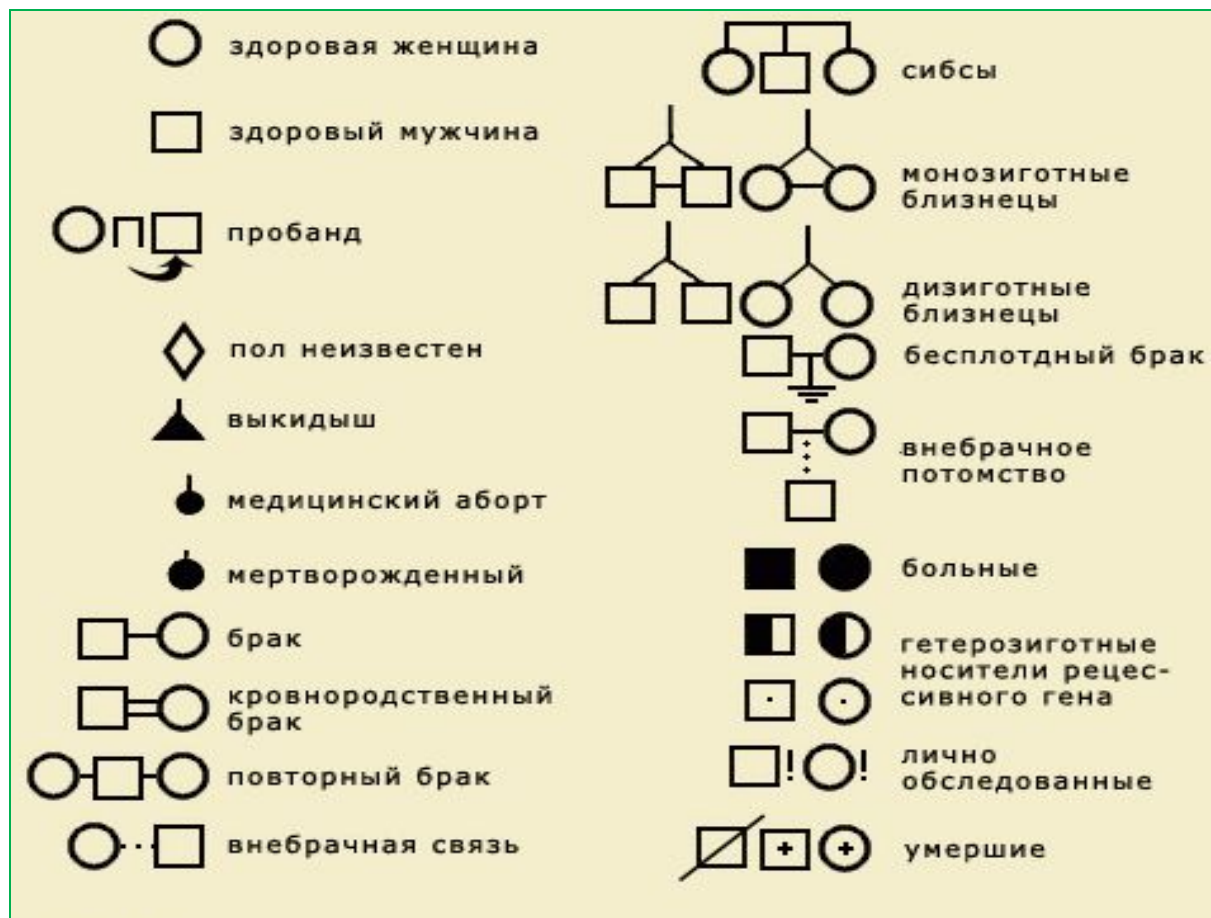 здоровая женщина
здоровый мужчина
П
пробанд
пол неизвестен
выкидыш
медицинский аборт
мертворожденный
брак
кровнородственный
брак
повторный брак
внебрачная связь
сибсы
монозиготные
близнецы
дизиготные
близнецы
бесплотдный брак
внебрачное
потомство
больные
гетерозиготные
носители рецес-
сивного гена
! !
лично
обследованные
умершие